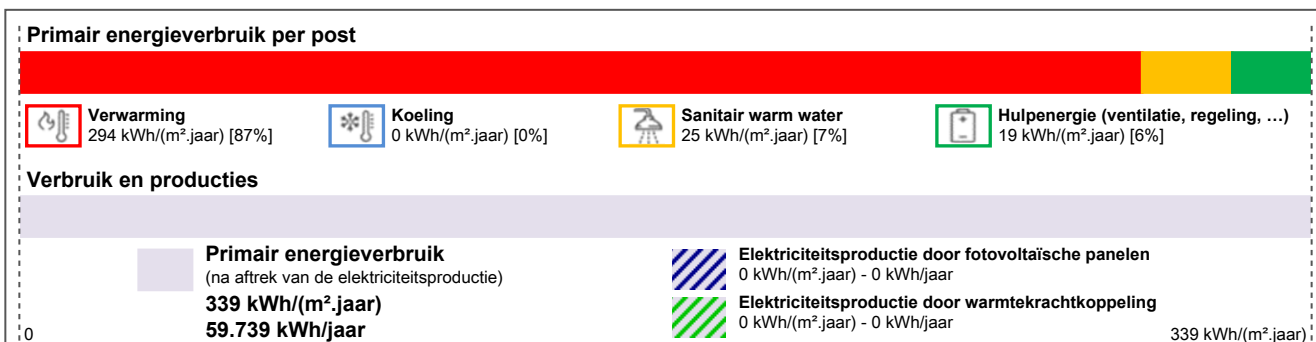 Primair energieverbruik per post
Verwarming
294 kWh/(m².jaar) [87%]
Koeling
0 kWh/(m².jaar) [0%]
Sanitair warm water
25 kWh/(m².jaar) [7%]
Hulpenergie (ventilatie, regeling, …)
19 kWh/(m².jaar) [6%]
Verbruik en producties
Primair energieverbruik
(na aftrek van de elektriciteitsproductie)
339 kWh/(m².jaar)
59.739 kWh/jaar
Elektriciteitsproductie door fotovoltaïsche panelen
0 kWh/(m².jaar) - 0 kWh/jaar
Elektriciteitsproductie door warmtekrachtkoppeling
0 kWh/(m².jaar) - 0 kWh/jaar
0
339 kWh/(m².jaar)